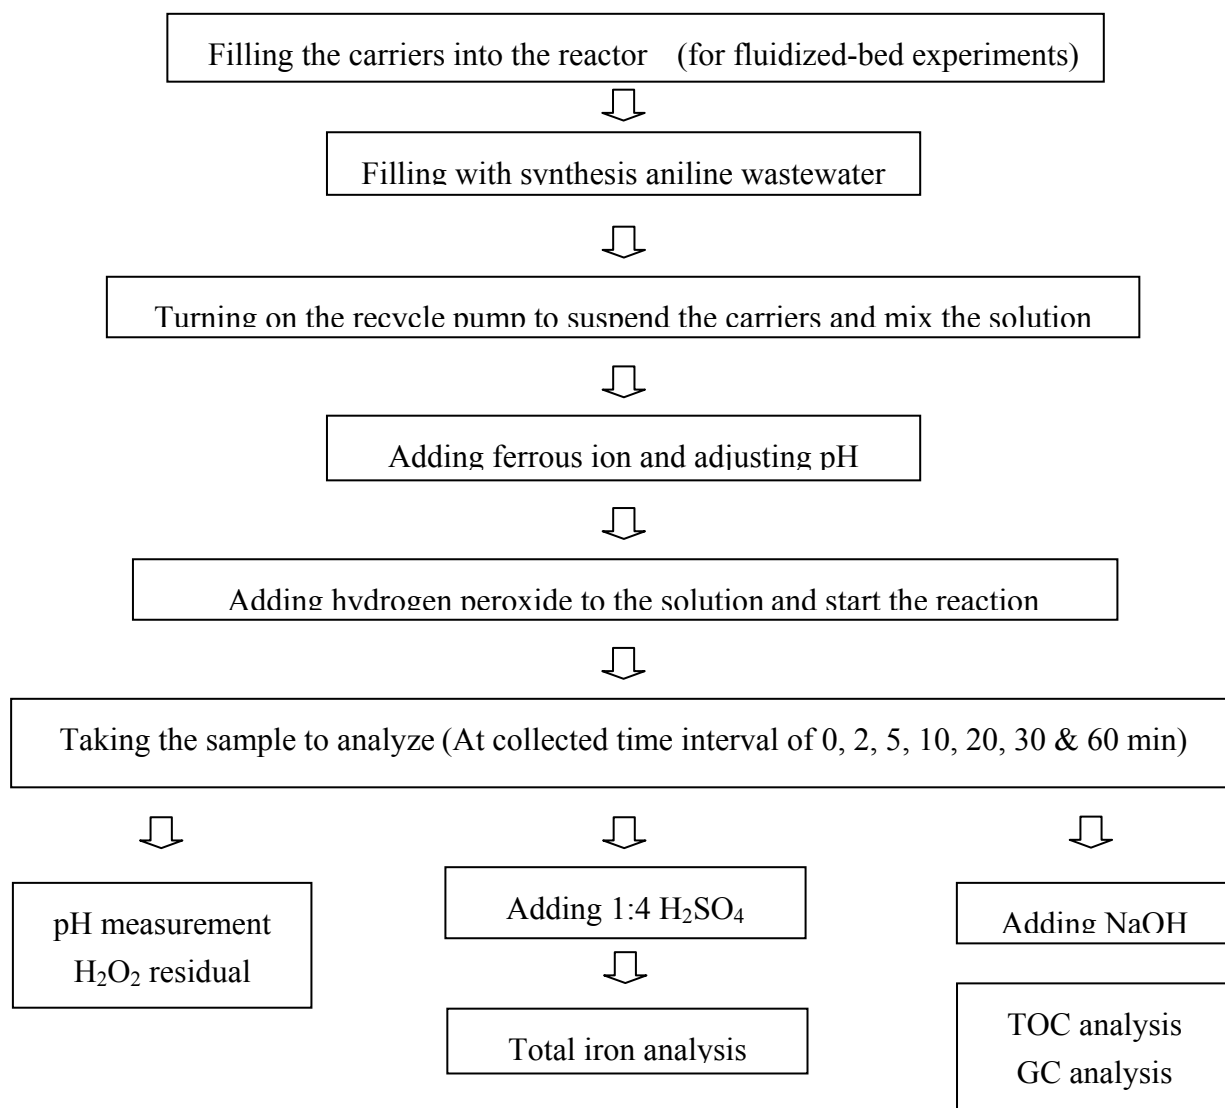 Filling the carriers into the reactor (for fluidized-bed experiments)
Filling with synthesis aniline wastewater
Turning on the recycle pump to suspend the carriers and mix the solution
Adding ferrous ion and adjusting pH
Adding hydrogen peroxide to the solution and start the reaction
Taking the sample to analyze (At collected time interval of 0, 2, 5, 10, 20, 30 & 60 min)
pH measurement
H₂O₂ residual
Adding 1:4 H₂SO₄
Total iron analysis
Adding NaOH
TOC analysis
GC analysis